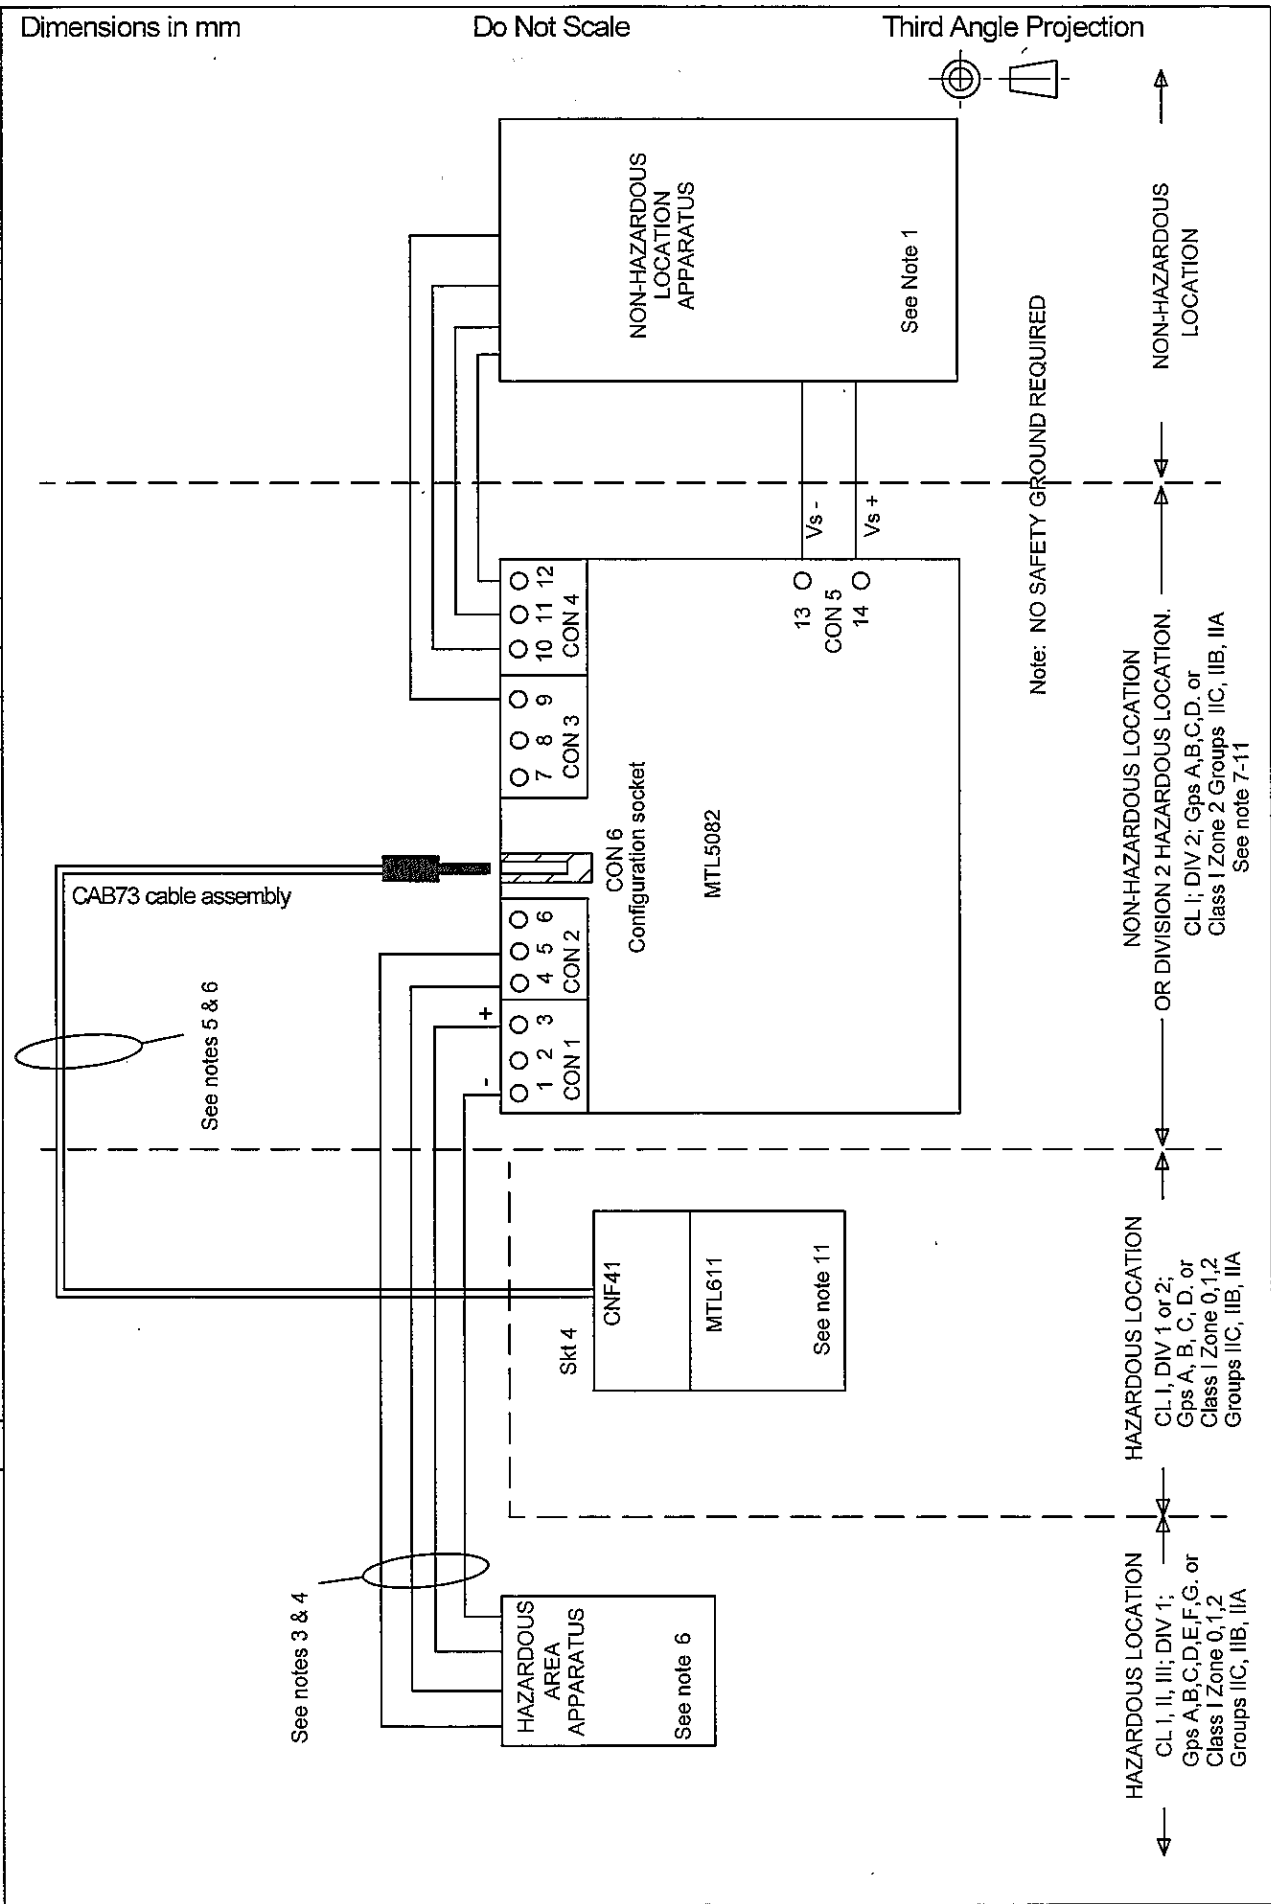 Dimensions in mm
Do Not Scale
Third Angle Projection
CAB73 cable assembly
See notes 5 & 6
See notes 3 & 4
HAZARDOUS
AREA
APPARATUS
See note 6
Skt 4
CNF41
MTL611
See note 11
- +
1 2 3
CON 1
4 5 6
CON 2
CON 6
Configuration socket
7 8 9
CON 3
10 11 12
CON 4
MTL5082
13
CON 5
14
Vs -
Vs +
NON-HAZARDOUS
LOCATION
APPARATUS
See Note 1
Note: NO SAFETY GROUND REQUIRED
HAZARDOUS LOCATION
CL I, II, III; DIV 1;
Gps A,B,C,D,E,F,G. or
Class I Zone 0,1,2
Groups IIC, IIB, IIA
HAZARDOUS LOCATION
CL I, DIV 1 or 2;
Gps A, B, C, D. or
Class I Zone 0,1,2
Groups IIC, IIB, IIA
NON-HAZARDOUS LOCATION
OR DIVISION 2 HAZARDOUS LOCATION.
CL I; DIV 2; Gps A,B,C,D. or
Class I Zone 2 Groups IIC, IIB, IIA
See note 7-11
NON-HAZARDOUS
LOCATION